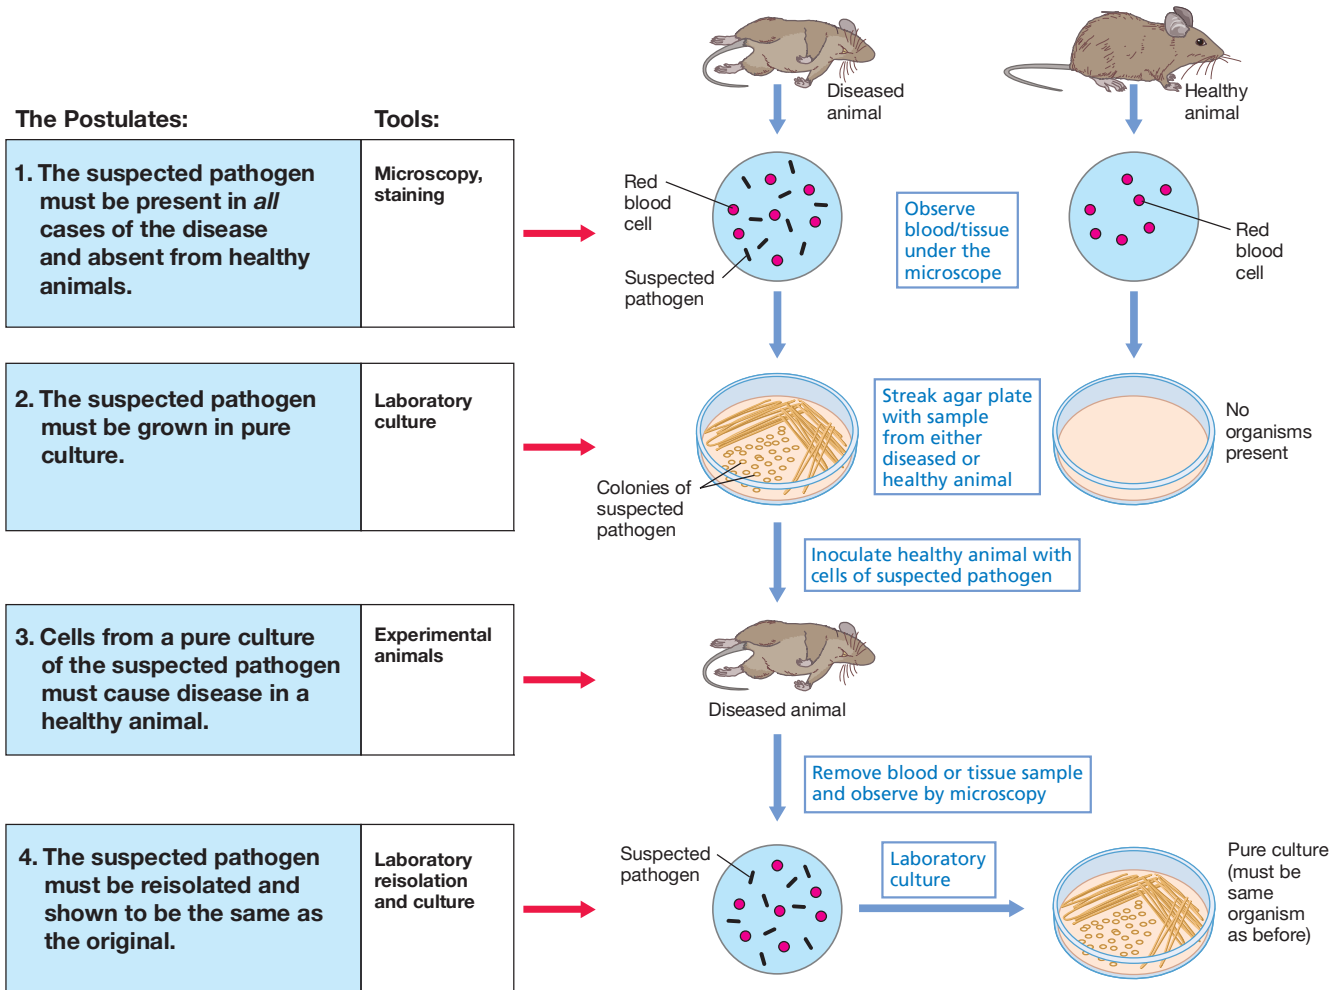 The Postulates:
Tools:
Diseased
animal
Healthy
animal
1. The suspected pathogen
must be present in all
cases of the disease
and absent from healthy
animals.
Microscopy,
staining
Red
blood
cell
Suspected
pathogen
Observe
blood/tissue
under the
microscope
Red
blood
cell
2. The suspected pathogen
must be grown in pure
culture.
Laboratory
culture
Colonies of
suspected
pathogen
Streak agar plate
with sample
from either
diseased or
healthy animal
No
organisms
present
Inoculate healthy animal with
cells of suspected pathogen
3. Cells from a pure culture
of the suspected pathogen
must cause disease in a
healthy animal.
Experimental
animals
Diseased animal
Remove blood or tissue sample
and observe by microscopy
4. The suspected pathogen
must be reisolated and
shown to be the same as
the original.
Laboratory
reisolation
and culture
Suspected
pathogen
Laboratory
culture
Pure culture
(must be
same
organism
as before)